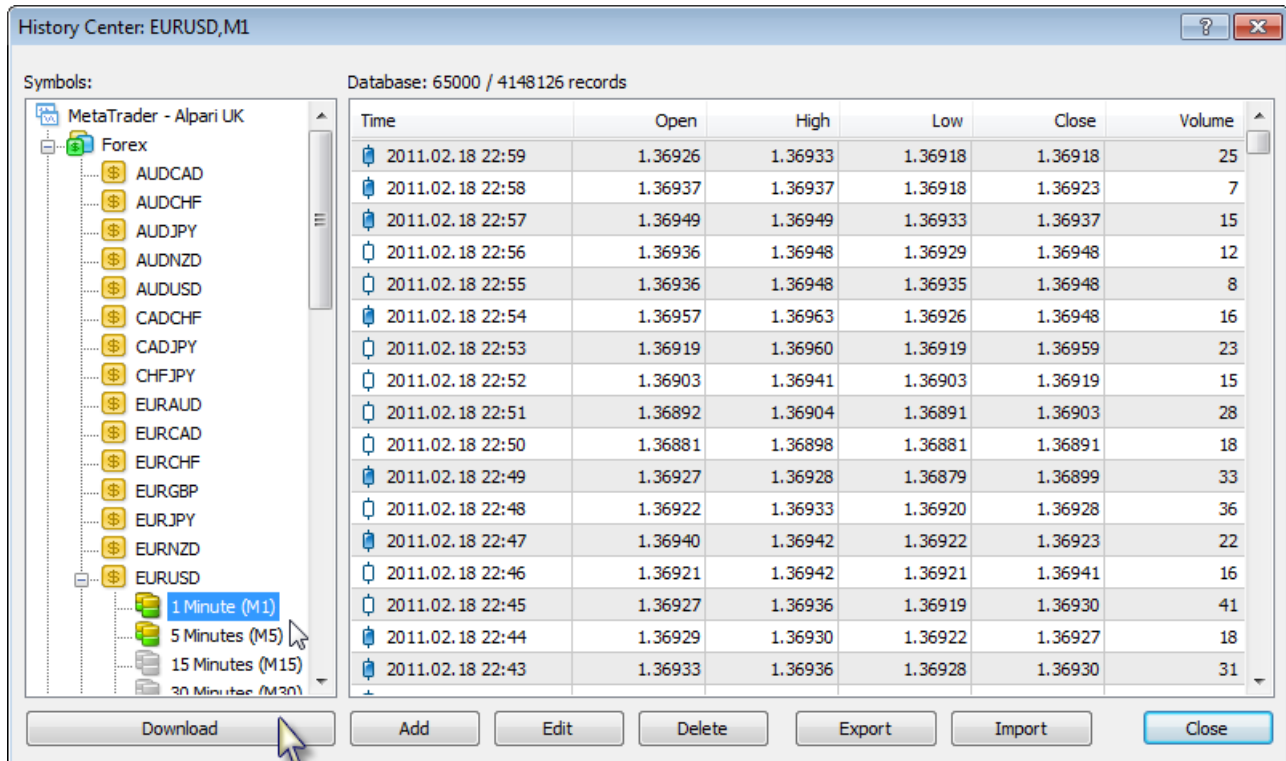 History Center: EURUSD,M1
Symbols:
Database: 65000 / 4148126 records
MetaTrader - Alpari UK
Forex
AUDCAD
AUDCHF
AUDJPY
AUDNZD
AUDUSD
CADCHF
CADJPY
CHFJPY
EURAUD
EURCAD
EURCHF
EURGBP
EURJPY
EURNZD
EURUSD
1 Minute (M1)
5 Minutes (M5)
15 Minutes (M15)
30 Minutes (M30)
Time Open High Low Close Volume
2011.02.18 22:59 1.36926 1.36933 1.36918 1.36918 25
2011.02.18 22:58 1.36937 1.36937 1.36918 1.36923 7
2011.02.18 22:57 1.36949 1.36949 1.36933 1.36937 15
2011.02.18 22:56 1.36936 1.36948 1.36929 1.36948 12
2011.02.18 22:55 1.36936 1.36948 1.36935 1.36948 8
2011.02.18 22:54 1.36957 1.36963 1.36926 1.36948 16
2011.02.18 22:53 1.36919 1.36960 1.36919 1.36959 23
2011.02.18 22:52 1.36903 1.36941 1.36903 1.36919 15
2011.02.18 22:51 1.36892 1.36904 1.36891 1.36903 28
2011.02.18 22:50 1.36881 1.36898 1.36881 1.36891 18
2011.02.18 22:49 1.36927 1.36928 1.36879 1.36899 33
2011.02.18 22:48 1.36922 1.36933 1.36920 1.36928 36
2011.02.18 22:47 1.36940 1.36942 1.36922 1.36923 22
2011.02.18 22:46 1.36921 1.36942 1.36921 1.36941 16
2011.02.18 22:45 1.36927 1.36936 1.36919 1.36930 41
2011.02.18 22:44 1.36929 1.36930 1.36922 1.36927 18
2011.02.18 22:43 1.36933 1.36936 1.36928 1.36930 31
Download Add Edit Delete Export Import Close